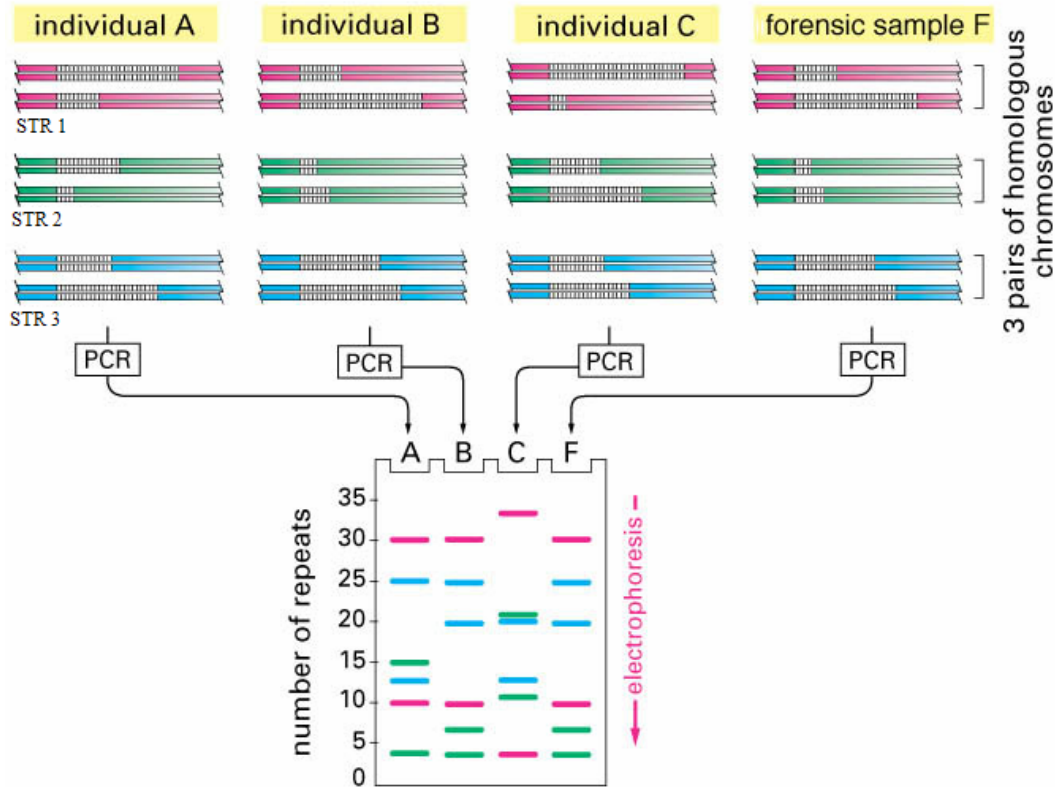 individual A
individual B
individual C
forensic sample F
STR 1
STR 2
STR 3
3 pairs of homologous
chromosomes
PCR
PCR
PCR
PCR
A
B
C
F
number of repeats
35
30
25
20
15
10
5
0
electrophoresis